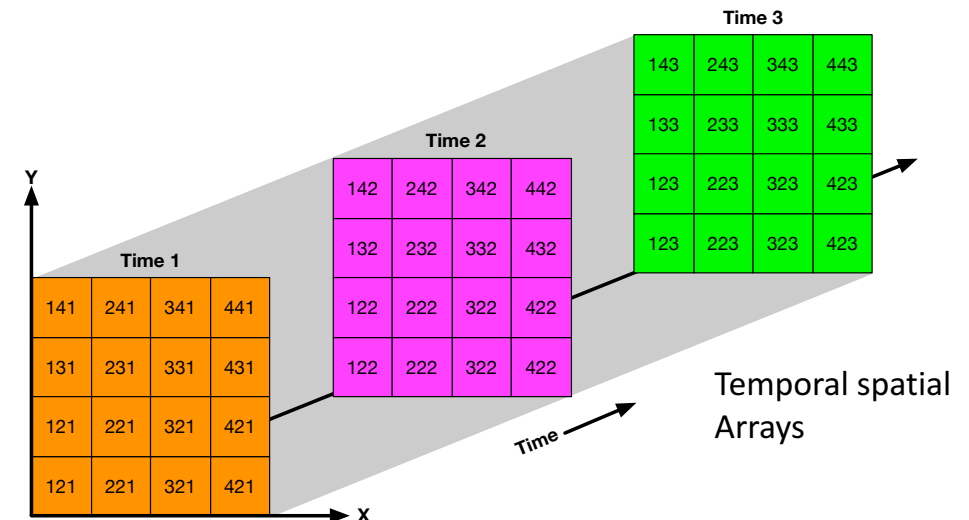 Time 3
143 243 343 443
133 233 333 433
123 223 323 423
123 223 323 423
Time 2
142 242 342 442
132 232 332 432
122 222 322 422
122 222 322 422
Y
Time 1
141 241 341 441
131 231 331 431
121 221 321 421
121 221 321 421
X
Time
Temporal spatial
Arrays